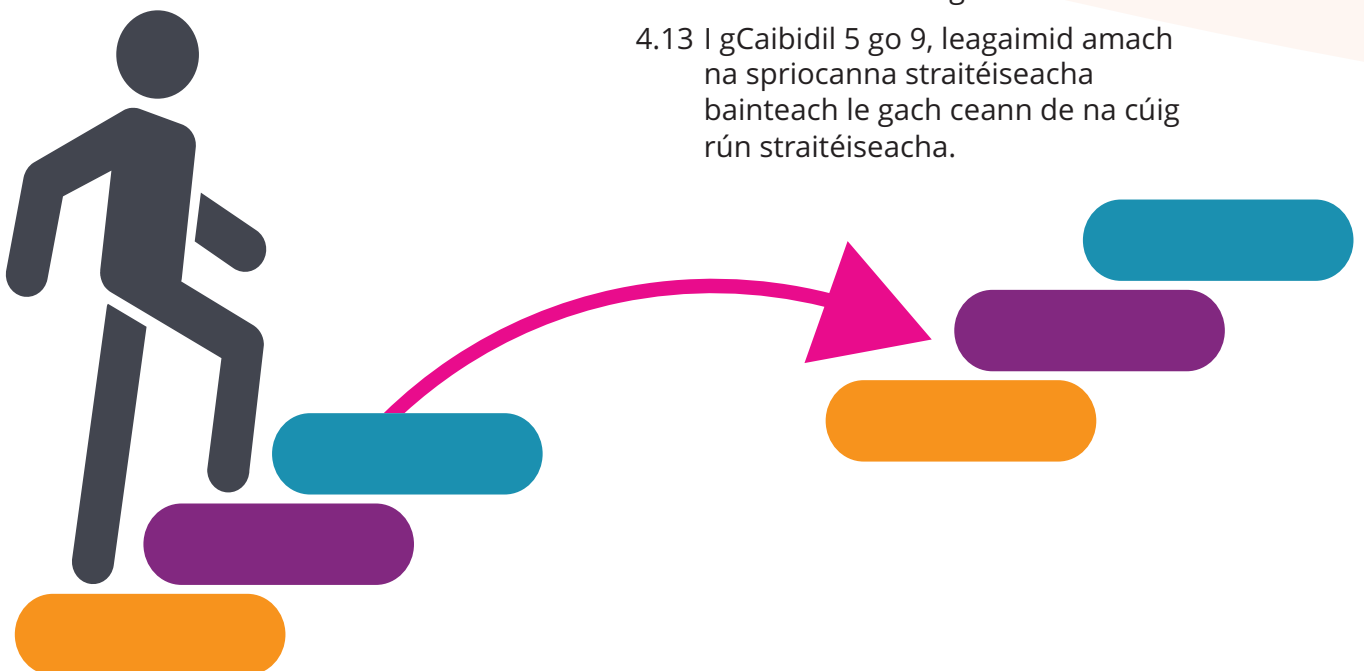 4.13 I gCaibidil 5 go 9, leagaimid amach
na spriocanna straitéiseacha
bainteach le gach ceann de na cúig
rún straitéiseacha.